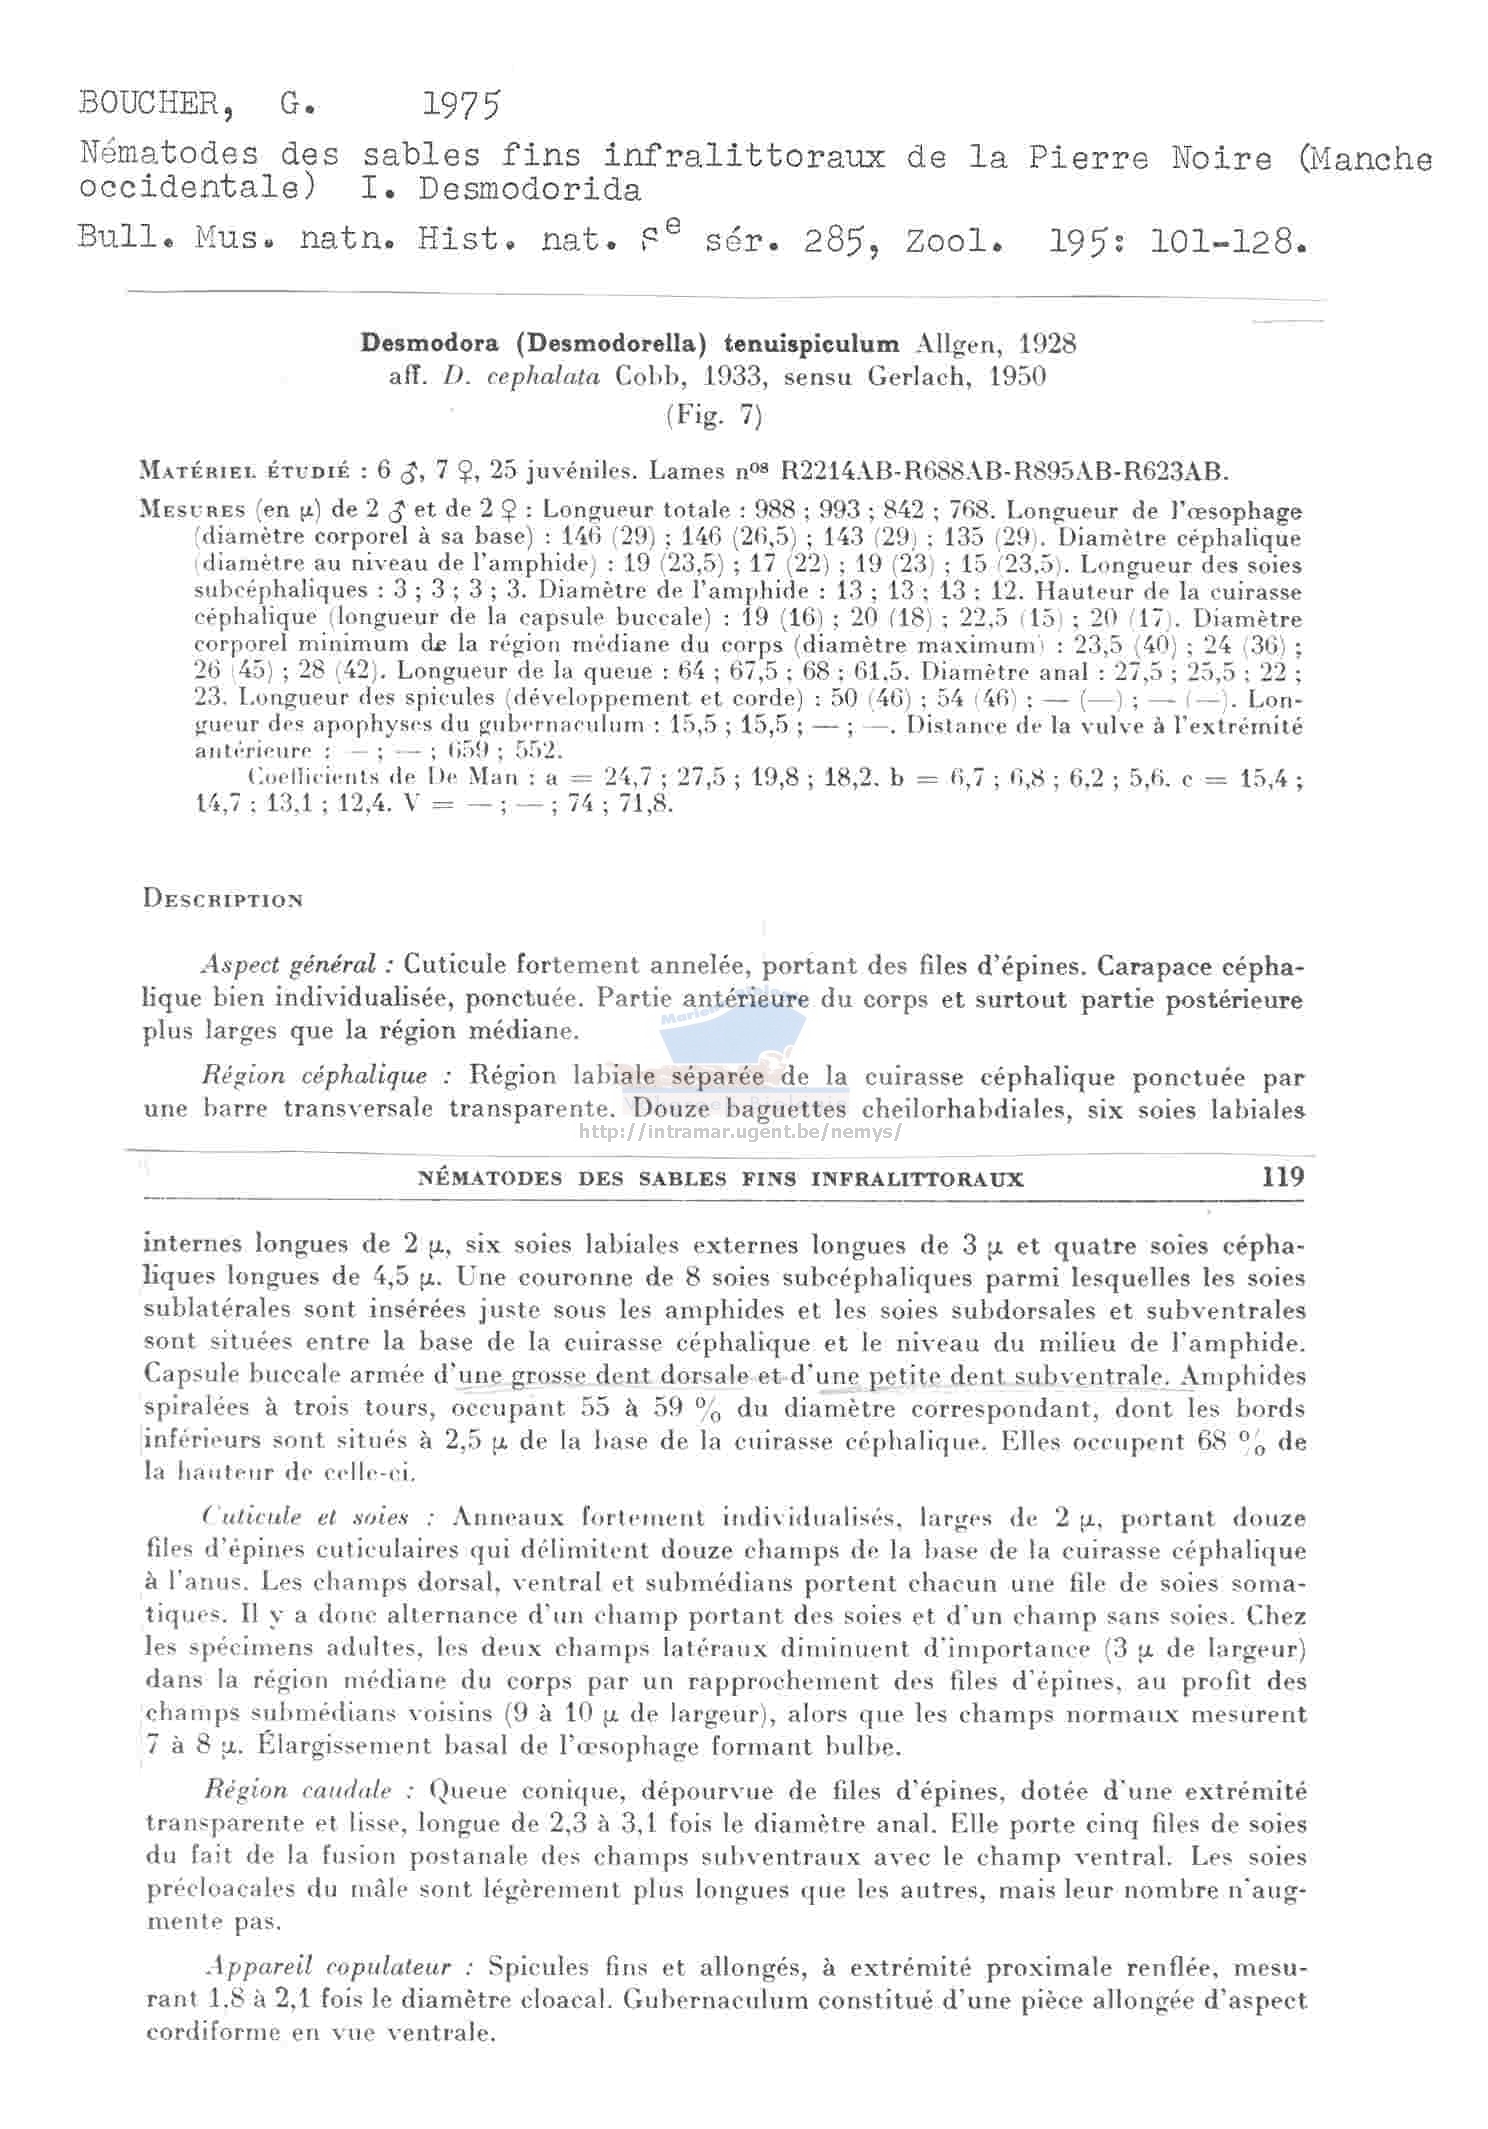 BOUCHER, G. 1975
Nématodes des sables fins infralittoraux de la Pierre Noire (Manche
occidentale) I. Desmodorida
Bull. Mus. natn. Hist. nat. e sér. 285, Zool. 195: 101-128.
Desmodora (Desmodorella) tenuispiculum Allgen, 1928
aff. D. cephalata Cobb, 1933, sensu Gerlach, 1950
(Fig. 7)
MATÉRIEL ÉTUDIÉ : 6 ♂, 7 ♀, 25 juvéniles. Lames nos R2214AB-R688AB-R895AB-R623AB.
MESURES (en µ) de 2 ♂ et de 2 ♀ : Longueur totale : 988 ; 993 ; 842 ; 768. Longueur de l'œsophage
(diamètre corporel à sa base) : 146 (29) ; 146 (26,5) ; 143 (29) ; 135 (29). Diamètre céphalique
(diamètre au niveau de l'amphide) : 19 (23,5) ; 17 (22) ; 19 (23) ; 15 (23,5). Longueur des soies
subcéphaliques : 3 ; 3 ; 3 ; 3. Diamètre de l'amphide : 13 ; 13 ; 13 ; 12. Hauteur de la cuirasse
céphalique (longueur de la capsule buccale) : 19 (16) ; 20 (18) ; 22,5 (15) ; 20 (17). Diamètre
corporel minimum de la région médiane du corps (diamètre maximum) : 23,5 (40) ; 24 (36) ;
26 (45) ; 28 (42). Longueur de la queue : 64 ; 67,5 ; 68 ; 61,5. Diamètre anal : 27,5 ; 25,5 ; 22 ;
23. Longueur des spicules (développement et corde) : 50 (46) ; 54 (46) ; — (—) ; — (—). Lon-
gueur des apophyses du gubernaculum : 15,5 ; 15,5 ; — ; —. Distance de la vulve à l'extrémité
antérieure : — ; — ; 659 ; 552.
Coefficients de De Man : a = 24,7 ; 27,5 ; 19,8 ; 18,2. b = 6,7 ; 6,8 ; 6,2 ; 5,6. c = 15,4 ;
14,7 ; 13,1 ; 12,4. V = — ; — ; 74 ; 71,8.
DESCRIPTION
Aspect général : Cuticule fortement annelée, portant des files d'épines. Carapace cépha-
lique bien individualisée, ponctuée. Partie antérieure du corps et surtout partie postérieure
plus larges que la région médiane.
Région céphalique : Région labiale séparée de la cuirasse céphalique ponctuée par
une barre transversale transparente. Douze baguettes cheilorhabdiales, six soies labiales
http://intramar.ugent.be/nemys/
NÉMATODES DES SABLES FINS INFRALITTORAUX 119
internes longues de 2 µ, six soies labiales externes longues de 3 µ et quatre soies cépha-
liques longues de 4,5 µ. Une couronne de 8 soies subcéphaliques parmi lesquelles les soies
sublatérales sont insérées juste sous les amphides et les soies subdorsales et subventrales
sont situées entre la base de la cuirasse céphalique et le niveau du milieu de l'amphide.
Capsule buccale armée d'une grosse dent dorsale et d'une petite dent subventrale. Amphides
spiralées à trois tours, occupant 55 à 59 % du diamètre correspondant, dont les bords
inférieurs sont situés à 2,5 µ de la base de la cuirasse céphalique. Elles occupent 68 % de
la hauteur de celle-ci.
Cuticule et soies : Anneaux fortement individualisés, larges de 2 µ, portant douze
files d'épines cuticulaires qui délimitent douze champs de la base de la cuirasse céphalique
à l'anus. Les champs dorsal, ventral et submédians portent chacun une file de soies soma-
tiques. Il y a donc alternance d'un champ portant des soies et d'un champ sans soies. Chez
les spécimens adultes, les deux champs latéraux diminuent d'importance (3 µ de largeur)
dans la région médiane du corps par un rapprochement des files d'épines, au profit des
champs submédians voisins (9 à 10 µ de largeur), alors que les champs normaux mesurent
7 à 8 µ. Élargissement basal de l'œsophage formant bulbe.
Région caudale : Queue conique, dépourvue de files d'épines, dotée d'une extrémité
transparente et lisse, longue de 2,3 à 3,1 fois le diamètre anal. Elle porte cinq files de soies
du fait de la fusion postanale des champs subventraux avec le champ ventral. Les soies
précloacales du mâle sont légèrement plus longues que les autres, mais leur nombre n'aug-
mente pas.
Appareil copulateur : Spicules fins et allongés, à extrémité proximale renflée, mesu-
rant 1,8 à 2,1 fois le diamètre cloacal. Gubernaculum constitué d'une pièce allongée d'aspect
cordiforme en vue ventrale.